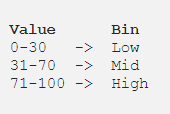 Value Bin
0-30 -> Low
31-70 -> Mid
71-100 -> High